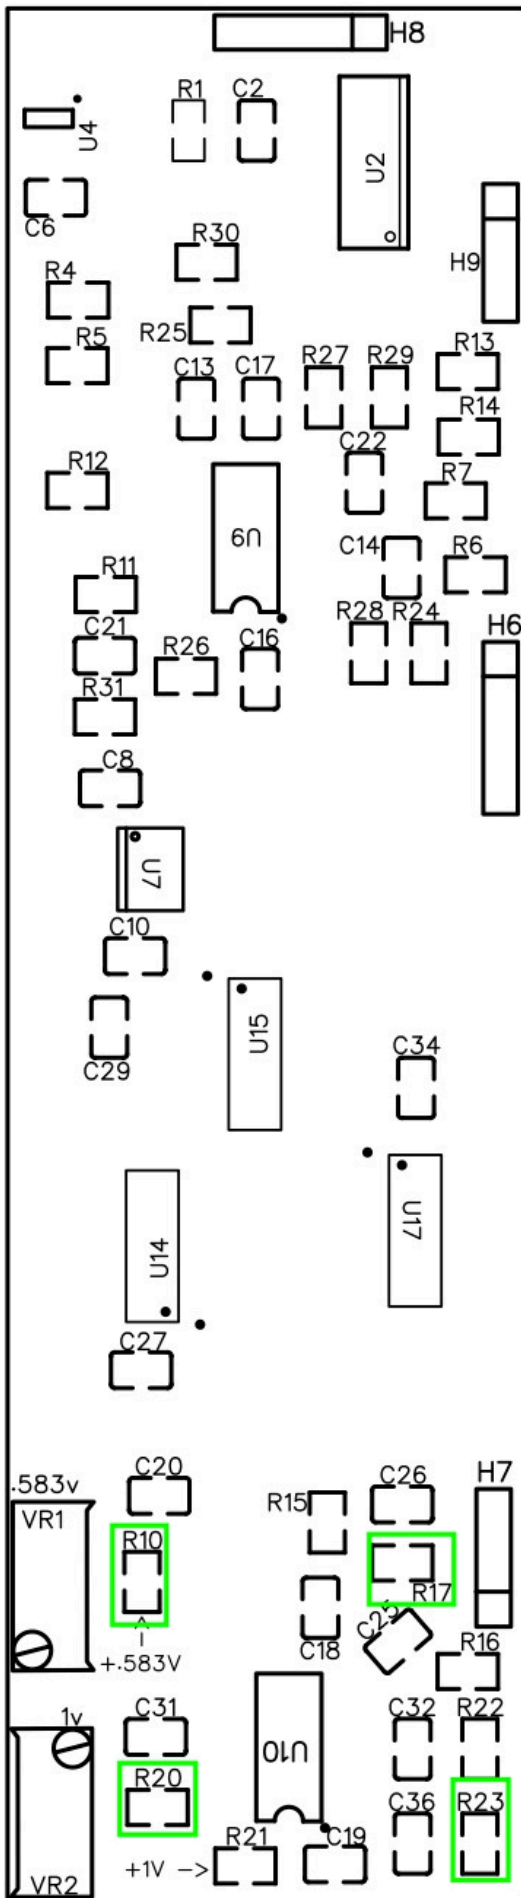 H8
R1 C2
U4
U2
C6
R30
H9
R4
R25
R5
C13 C17 R27 R29 R13
R14
C22
R12
R7
U9
C14 R6
R11
R28 R24
C21
R26 C16
H6
R31
C8
U7
C10
U15
C29
C34
U14
U17
C27
.583v
C20
C26
H7
VR1
R15
R10
R17
C25
C18
+.583V
R16
1v
C31
C32 R22
U10
R20
C36 R23
+1V -> R21 C19
VR2